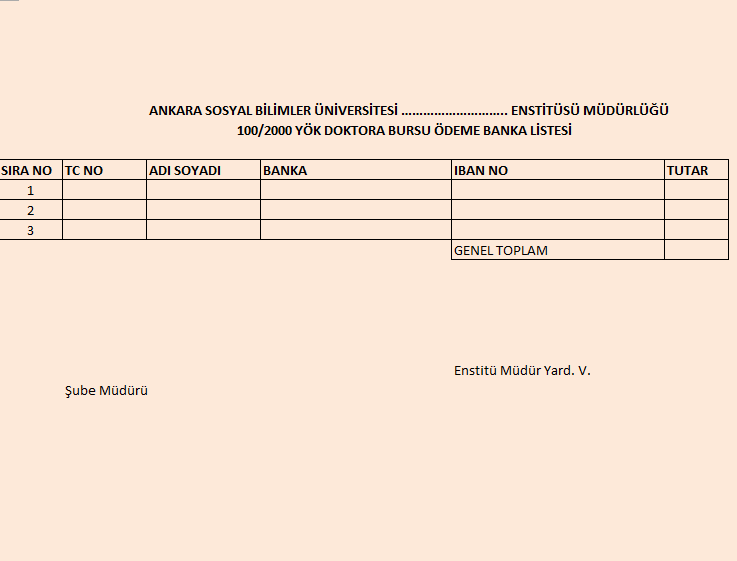 ANKARA SOSYAL BİLİMLER ÜNİVERSİTESİ ............................ ENSTİTÜSÜ MÜDÜRLÜĞÜ
100/2000 YÖK DOKTORA BURSU ÖDEME BANKA LİSTESİ
SIRA NO TC NO ADI SOYADI BANKA IBAN NO TUTAR
1
2
3
GENEL TOPLAM
Enstitü Müdür Yard. V.
Şube Müdürü